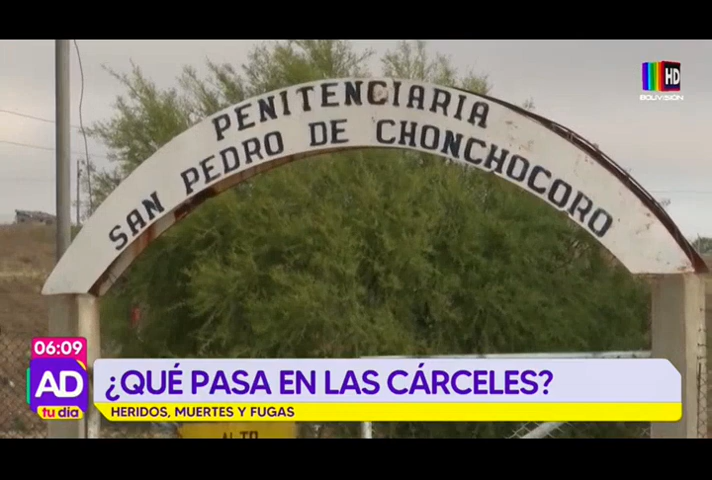 HD
BOLIVISION
PENITENCIARIA
SAN PEDRO DE CHONCHOCORO
06:09
AD
tu día
¿QUÉ PASA EN LAS CÁRCELES?
HERIDOS, MUERTES Y FUGAS
ALTO